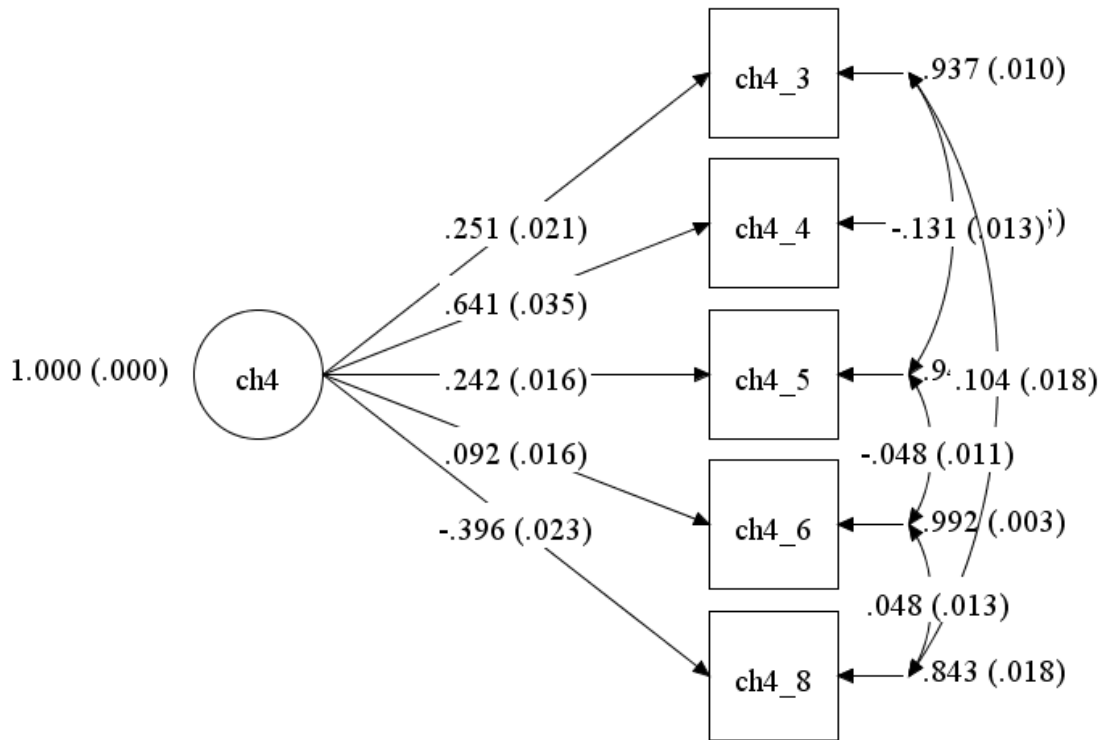 ch4_3
.937 (.010)
.251 (.021)
ch4_4
-.131 (.013)
.641 (.035)
1.000 (.000)
ch4
.242 (.016)
ch4_5
.104 (.018)
.092 (.016)
-.048 (.011)
-.396 (.023)
ch4_6
.992 (.003)
.048 (.013)
ch4_8
.843 (.018)